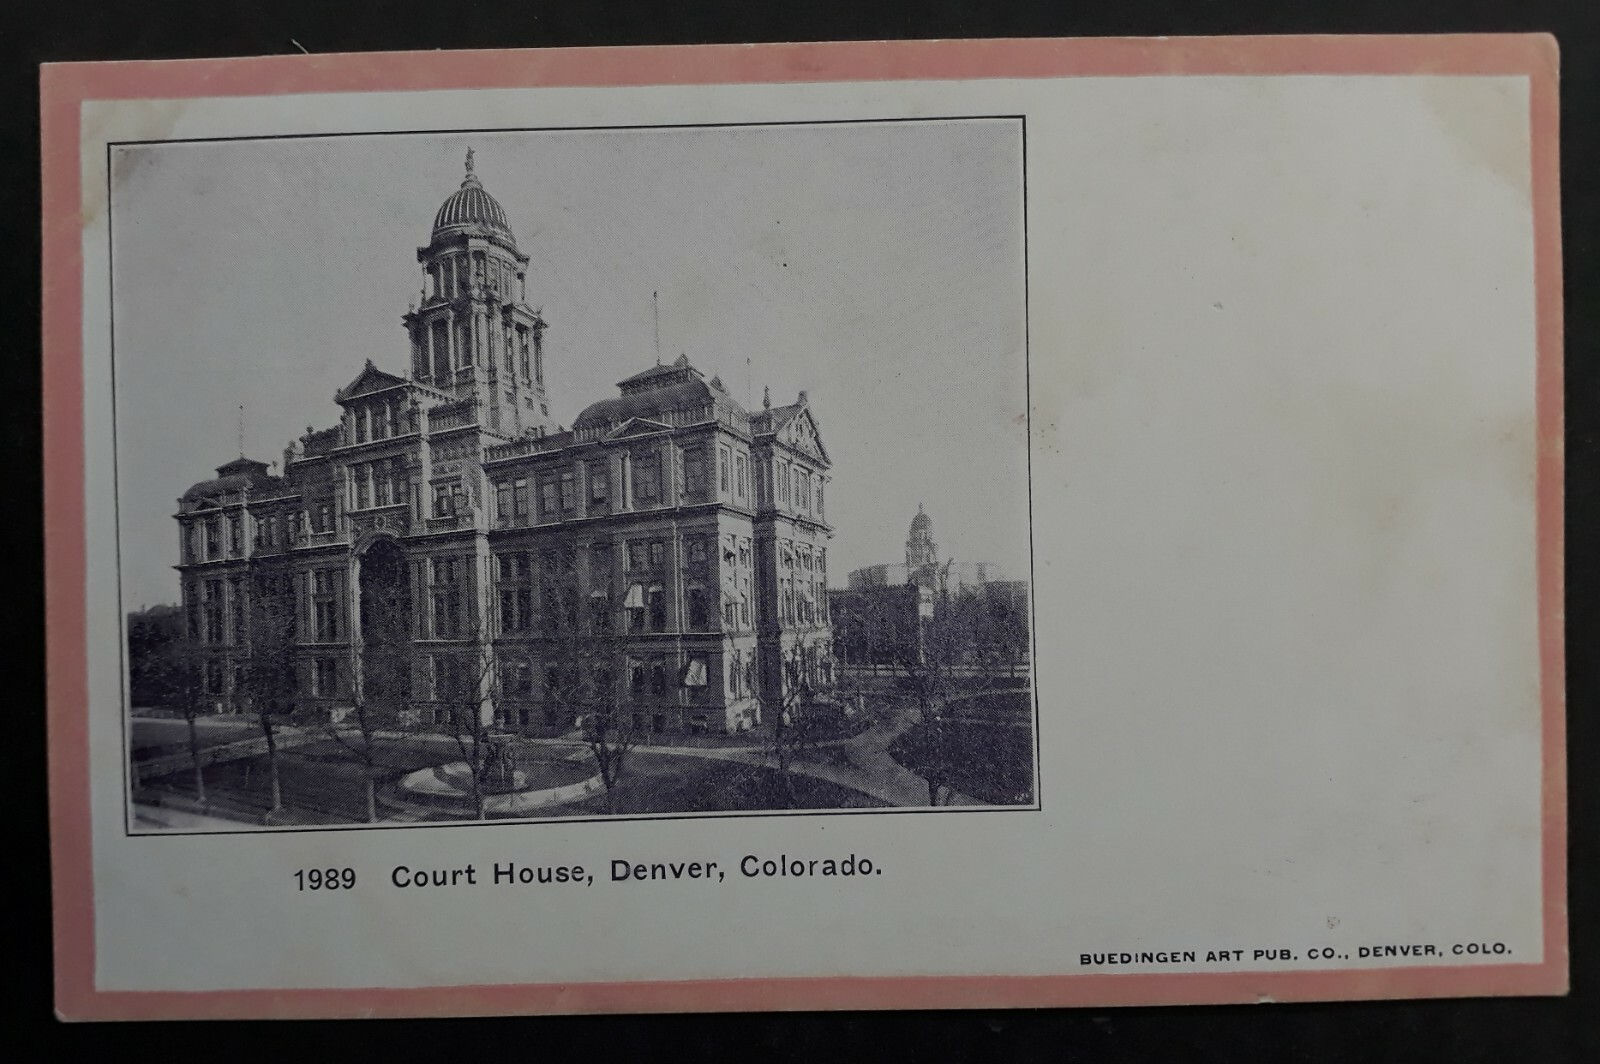 1989 Court House, Denver, Colorado.
BUEDINGEN ART PUB. CO., DENVER, COLO.